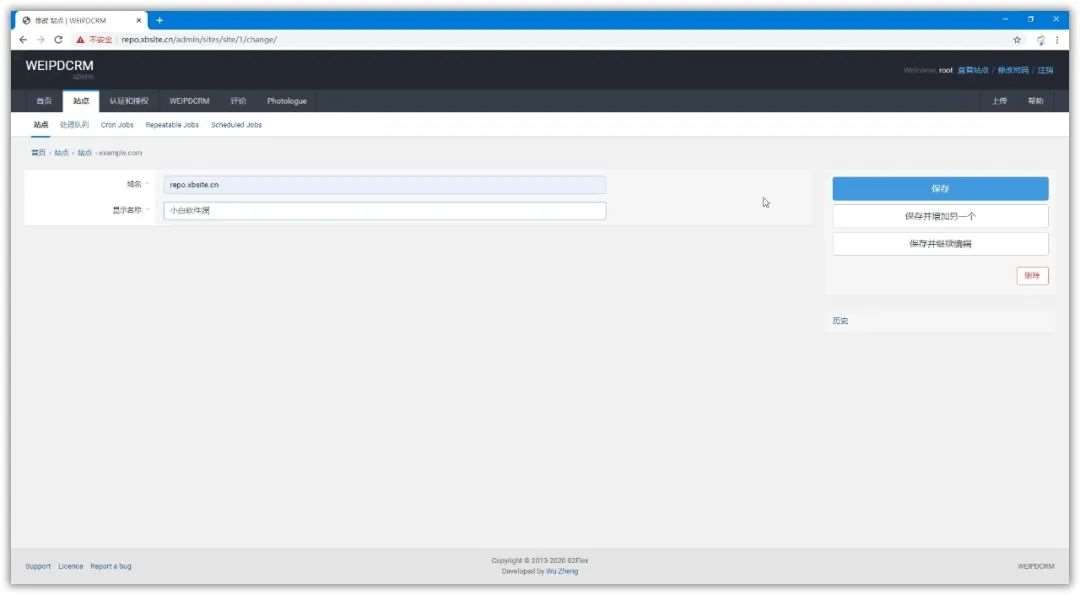 修改 站点 | WEIPDCRM
不安全 | repo.xbsite.cn/admin/sites/site/1/change/
WEIPDCRM
Welcome, root 查看站点 / 修改密码 / 注销
首页 站点 认证和授权 WEIPDCRM 评论 Photologue 上传 帮助
站点 处理队列 Cron Jobs Repeatable Jobs Scheduled Jobs
首页 › 站点 › 站点 › example.com
域名 * repo.xbsite.cn
显示名称: * 小白软件源
保存
保存并增加另一个
保存并继续编辑
删除
历史
Support Licence Report a bug
Copyright © 2013-2020 82Flex
Developed by Wu Zheng
WEIPDCRM